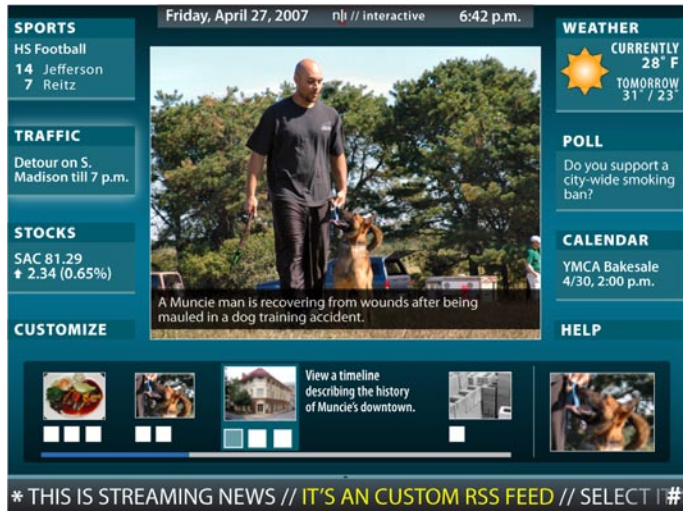 Friday, April 27, 2007 nli // interactive 6:42 p.m.
SPORTS
HS Football
14 Jefferson
7 Reitz
TRAFFIC
Detour on S.
Madison till 7 p.m.
STOCKS
SAC 81.29
2.34 (0.65%)
CUSTOMIZE
A Muncie man is recovering from wounds after being
mauled in a dog training accident.
WEATHER
CURRENTLY
28° F
TOMORROW
31° / 23°
POLL
Do you support a
city-wide smoking
ban?
CALENDAR
YMCA Bakesale
4/30, 2:00 p.m.
HELP
View a timeline
describing the history
of Muncie's downtown.
* THIS IS STREAMING NEWS // IT'S AN CUSTOM RSS FEED // SELECT #